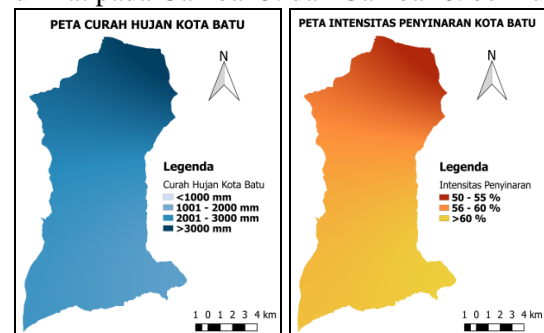 PETA CURAH HUJAN KOTA BATU
N
Legenda
Curah Hujan Kota Batu
<1000 mm
1001 - 2000 mm
2001 - 3000 mm
>3000 mm
1 0 1 2 3 4 km
PETA INTENSITAS PENYINARAN KOTA BATU
N
Legenda
Intensitas Penyinaran
50 - 55 %
56 - 60 %
>60 %
1 0 1 2 3 4 km